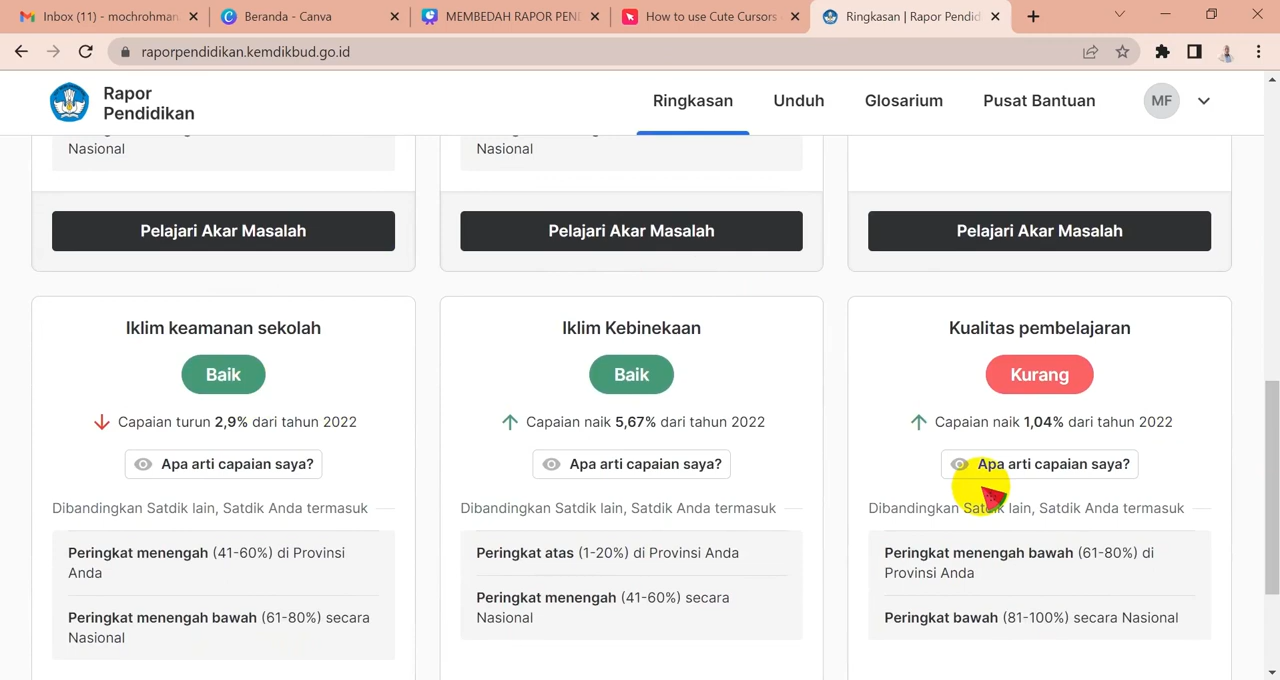 Inbox (11) - mochrohman.
Beranda - Canva
MEMBEDAH RAPOR PEN
How to use Cute Cursors
Ringkasan | Rapor Pendid
raporpendidikan.kemdikbud.go.id
Rapor
Pendidikan
Ringkasan
Unduh
Glosarium
Pusat Bantuan
MF
Nasional
Nasional
Pelajari Akar Masalah
Pelajari Akar Masalah
Pelajari Akar Masalah
Iklim keamanan sekolah
Baik
Capaian turun 2,9% dari tahun 2022
Apa arti capaian saya?
Dibandingkan Satdik lain, Satdik Anda termasuk
Peringkat menengah (41-60%) di Provinsi
Anda
Peringkat menengah bawah (61-80%) secara
Nasional
Iklim Kebinekaan
Baik
Capaian naik 5,67% dari tahun 2022
Apa arti capaian saya?
Dibandingkan Satdik lain, Satdik Anda termasuk
Peringkat atas (1-20%) di Provinsi Anda
Peringkat menengah (41-60%) secara
Nasional
Kualitas pembelajaran
Kurang
Capaian naik 1,04% dari tahun 2022
Apa arti capaian saya?
Dibandingkan Satdik lain, Satdik Anda termasuk
Peringkat menengah bawah (61-80%) di
Provinsi Anda
Peringkat bawah (81-100%) secara Nasional